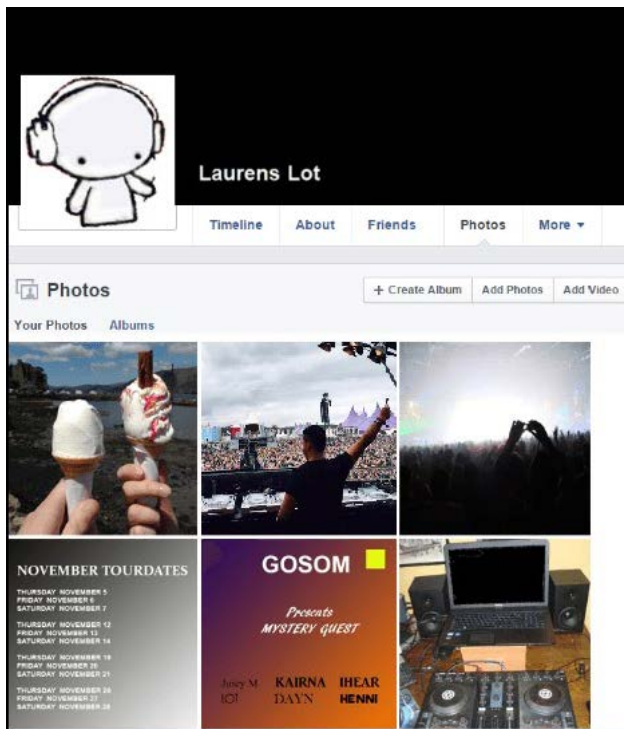 Laurens Lot
Timeline About Friends Photos More
Photos
+ Create Album Add Photos Add Video
Your Photos Albums
NOVEMBER TOURDATES
THURSDAY NOVEMBER 5
FRIDAY NOVEMBER 6
SATURDAY NOVEMBER 7
THURSDAY NOVEMBER 12
FRIDAY NOVEMBER 13
SATURDAY NOVEMBER 14
THURSDAY NOVEMBER 19
FRIDAY NOVEMBER 20
SATURDAY NOVEMBER 21
THURSDAY NOVEMBER 26
FRIDAY NOVEMBER 27
SATURDAY NOVEMBER 28
GOSOM
Presents
MYSTERY GUEST
Juicy M KAIRNA IHEAR
DAYN HENNI